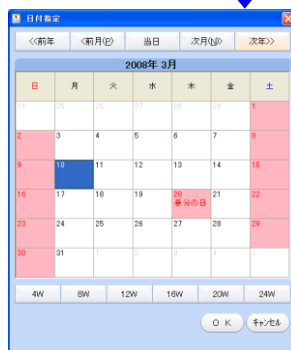 日付指定
<<前年 <前月(P) 当日 次月(N)> 次年>>
2008年 3月
日 月 火 水 木 金 土
24 25 26 27 28 29 1
2 3 4 5 6 7 8
9 10 11 12 13 14 15
16 17 18 19 20 21 22
春分の日
23 24 25 26 27 28 29
30 31 1 2 3 4 5
4W 8W 12W 16W 20W 24W
ＯＫ キャンセル